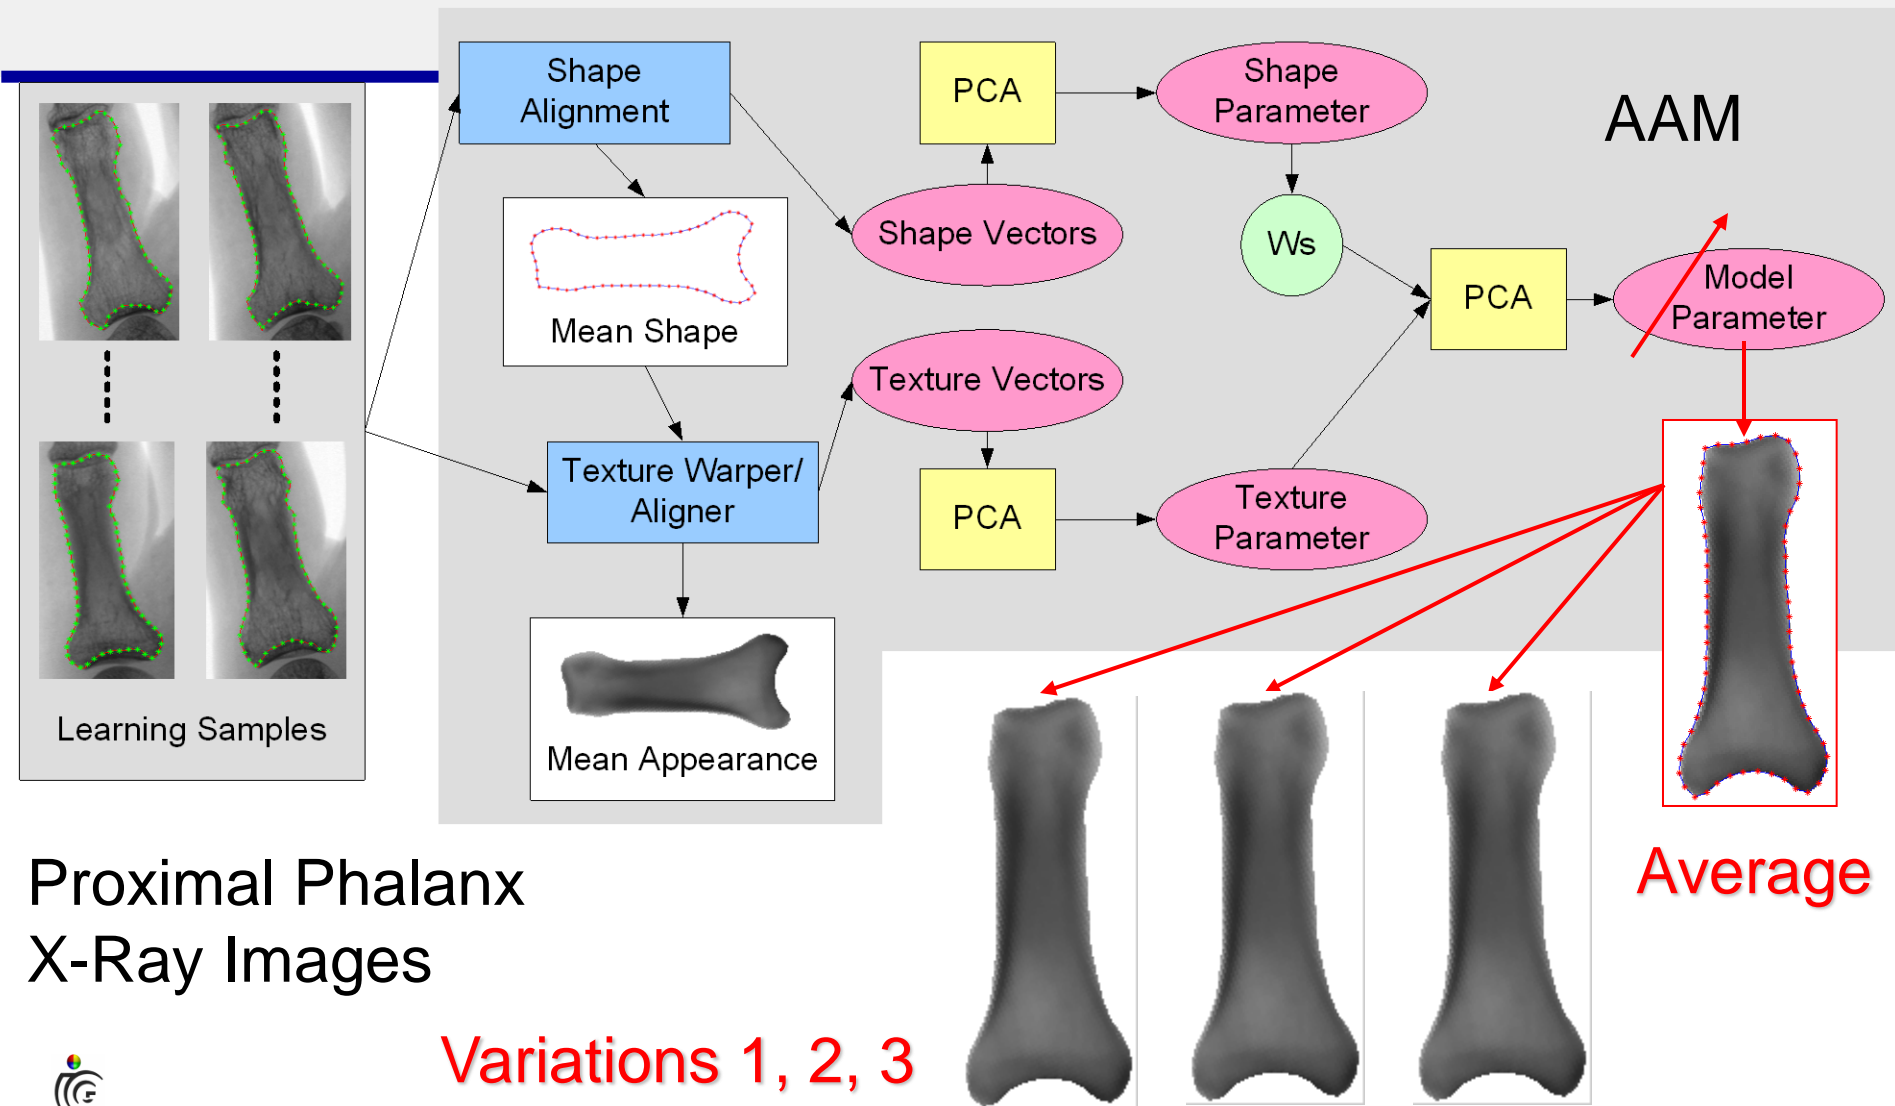 Shape
Alignment
PCA
Shape
Parameter
AAM
Shape Vectors
Ws
Mean Shape
PCA
Model
Parameter
Texture Vectors
Texture Warper/
Aligner
PCA
Texture
Parameter
Learning Samples
Mean Appearance
Average
Proximal Phalanx
X-Ray Images
Variations 1, 2, 3